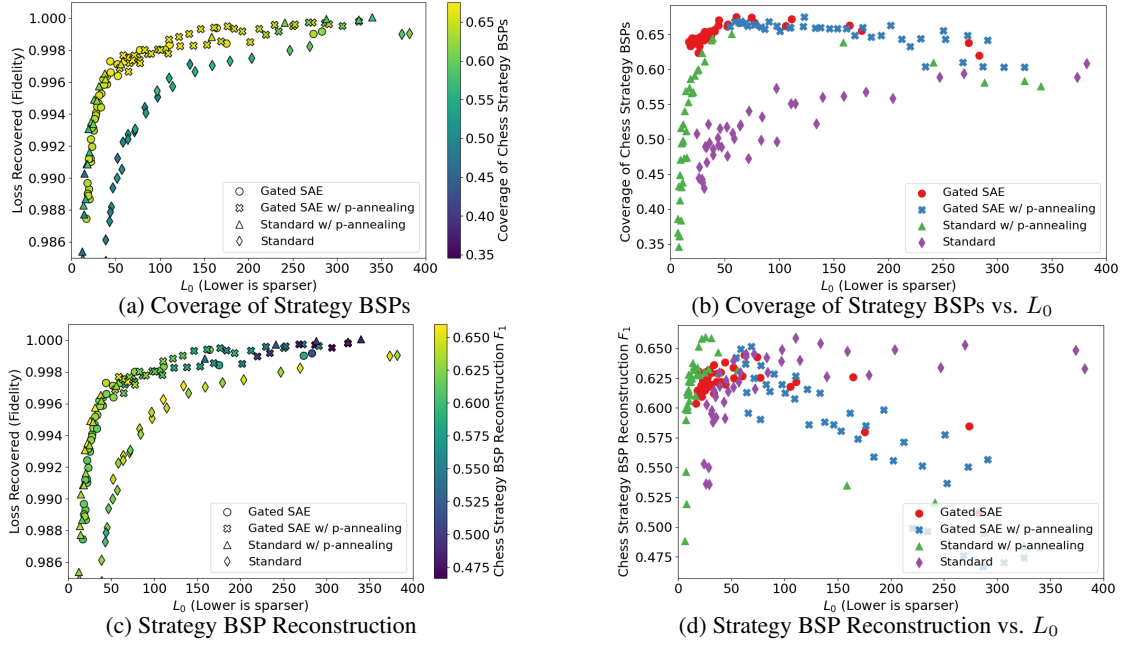 1.000
0.998
0.996
0.994
0.992
0.990
0.988
0.986
Loss Recovered (Fidelity)
Gated SAE
Gated SAE w/ p-annealing
Standard w/ p-annealing
Standard
0 50 100 150 200 250 300 350 400
L₀ (Lower is sparser)
0.65
0.60
0.55
0.50
0.45
0.40
0.35
Coverage of Chess Strategy BSPs
(a) Coverage of Strategy BSPs
Coverage of Chess Strategy BSPs
0.65
0.60
0.55
0.50
0.45
0.40
0.35
Gated SAE
Gated SAE w/ p-annealing
Standard w/ p-annealing
Standard
0 50 100 150 200 250 300 350 400
L₀ (Lower is sparser)
(b) Coverage of Strategy BSPs vs. L₀
1.000
0.998
0.996
0.994
0.992
0.990
0.988
0.986
Loss Recovered (Fidelity)
Gated SAE
Gated SAE w/ p-annealing
Standard w/ p-annealing
Standard
0 50 100 150 200 250 300 350 400
L₀ (Lower is sparser)
0.650
0.625
0.600
0.575
0.550
0.525
0.500
0.475
Chess Strategy BSP Reconstruction F₁
(c) Strategy BSP Reconstruction
Chess Strategy BSP Reconstruction F₁
0.650
0.625
0.600
0.575
0.550
0.525
0.500
0.475
Gated SAE
Gated SAE w/ p-annealing
Standard w/ p-annealing
Standard
0 50 100 150 200 250 300 350 400
L₀ (Lower is sparser)
(d) Strategy BSP Reconstruction vs. L₀